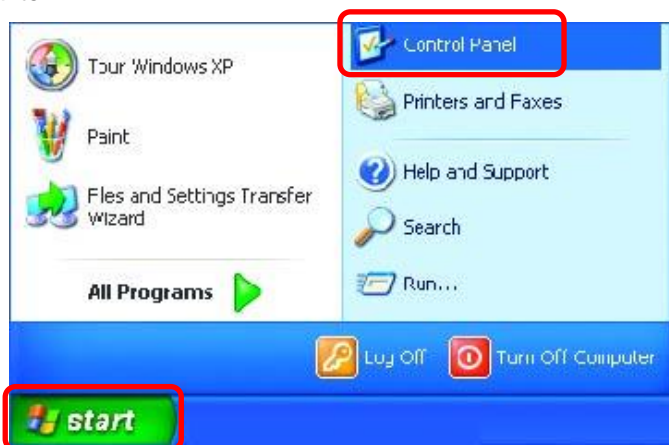 Tour Windows XP
Paint
Files and Settings Transfer
Wizard
All Programs
Control Panel
Printers and Faxes
Help and Support
Search
Run...
Log Off
Turn Off Computer
start